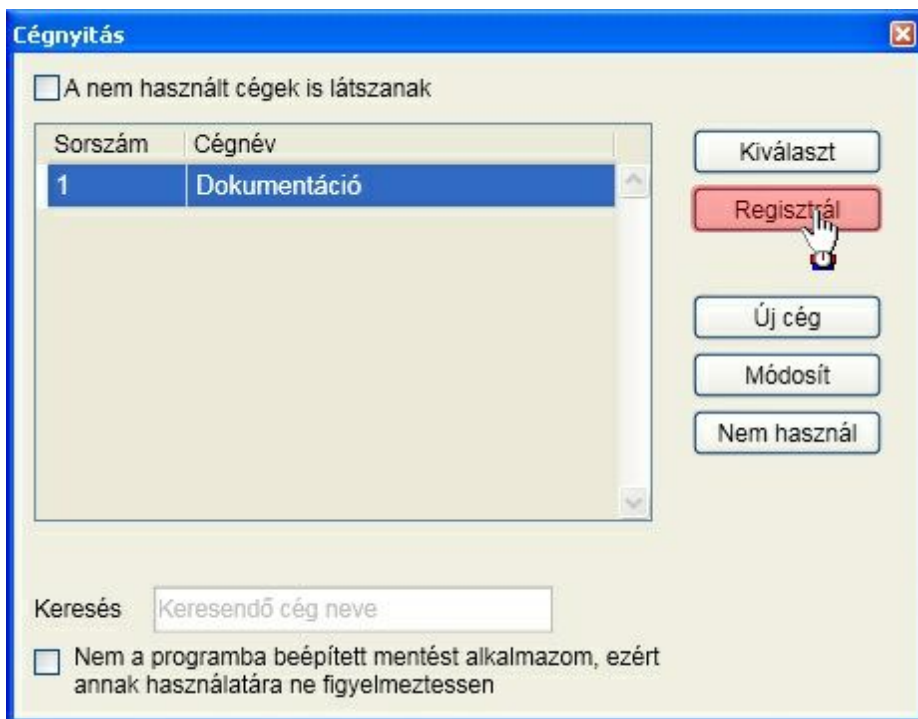 Cégnyitás
A nem használt cégek is látszanak
Sorszám Cégnév
1 Dokumentáció
Kiválaszt
Regisztrál
Új cég
Módosít
Nem használ
Keresés Keresendő cég neve
Nem a programba beépített mentést alkalmazom, ezért
annak használatára ne figyelmeztessen